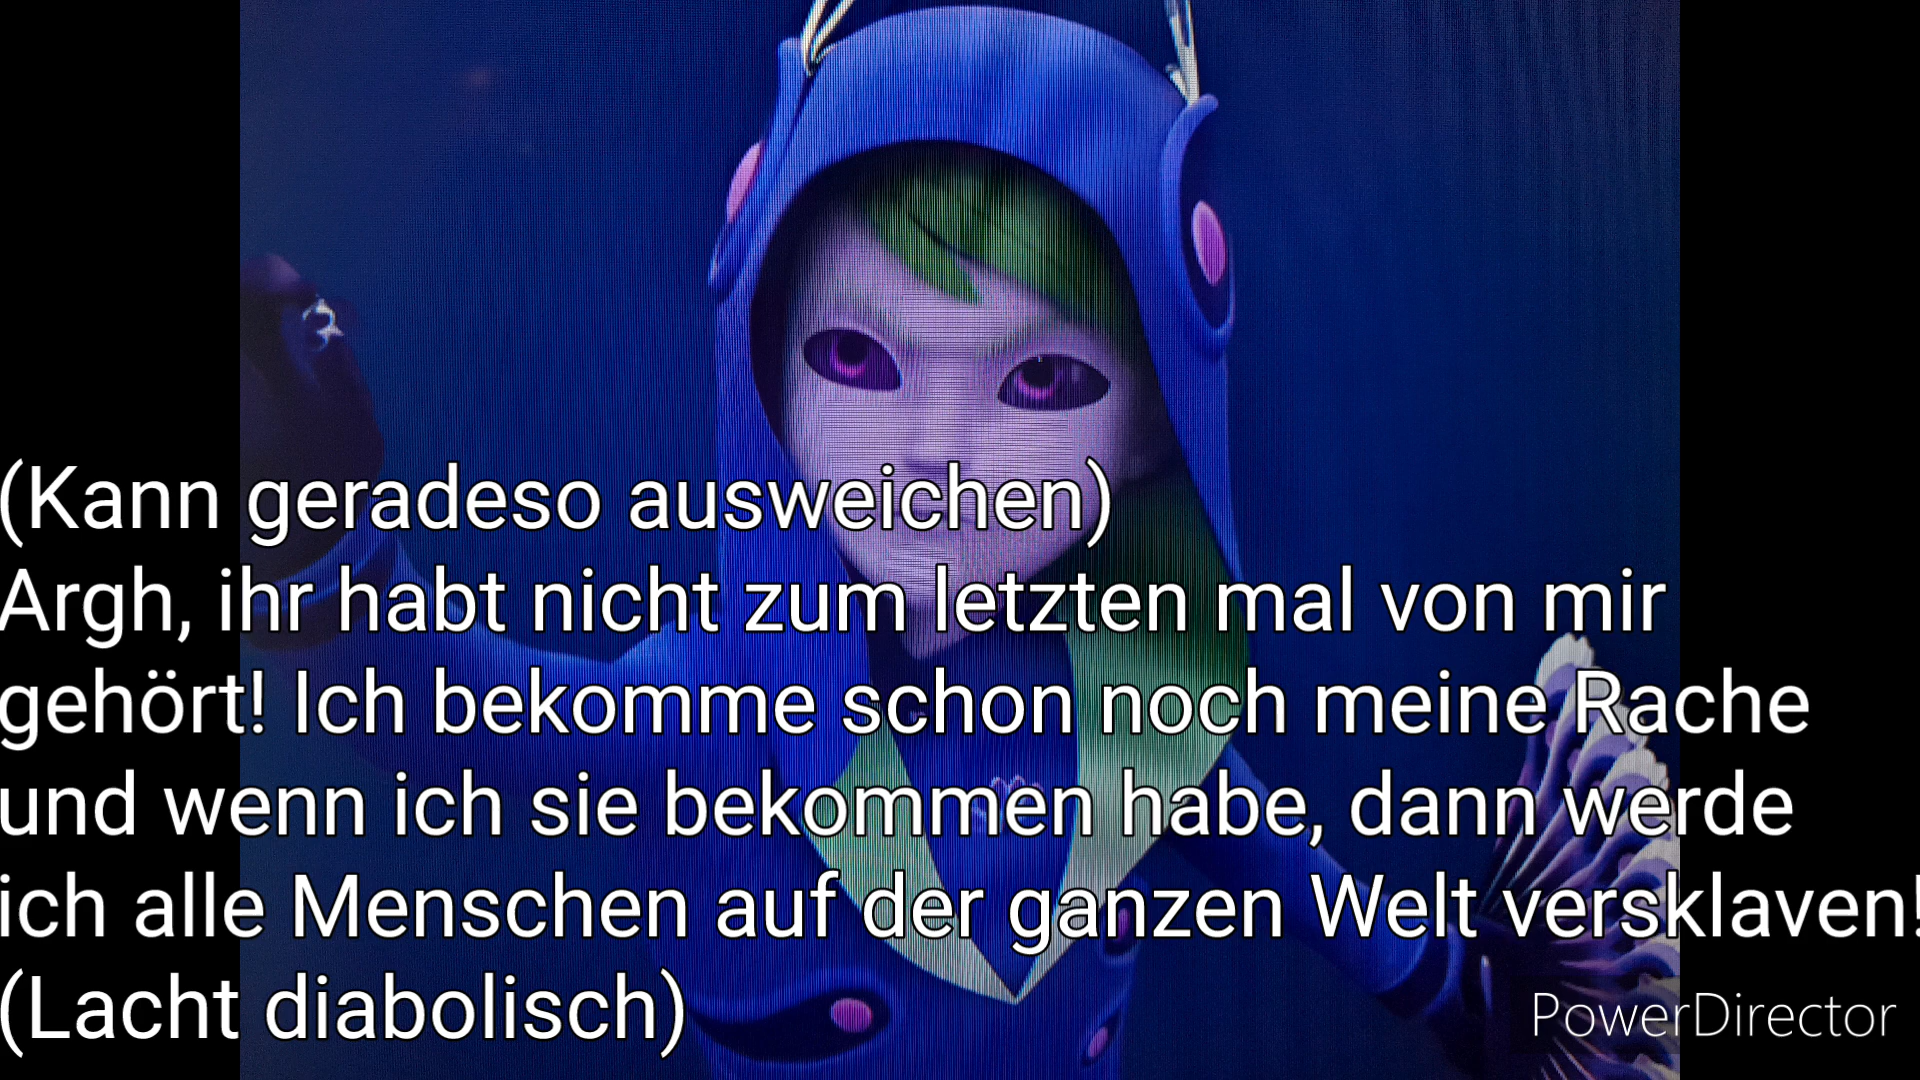 (Kann geradeso ausweichen)
Argh, ihr habt nicht zum letzten mal von mir
gehört! Ich bekomme schon noch meine Rache
und wenn ich sie bekommen habe, dann werde
ich alle Menschen auf der ganzen Welt versklaven!
(Lacht diabolisch)
PowerDirector